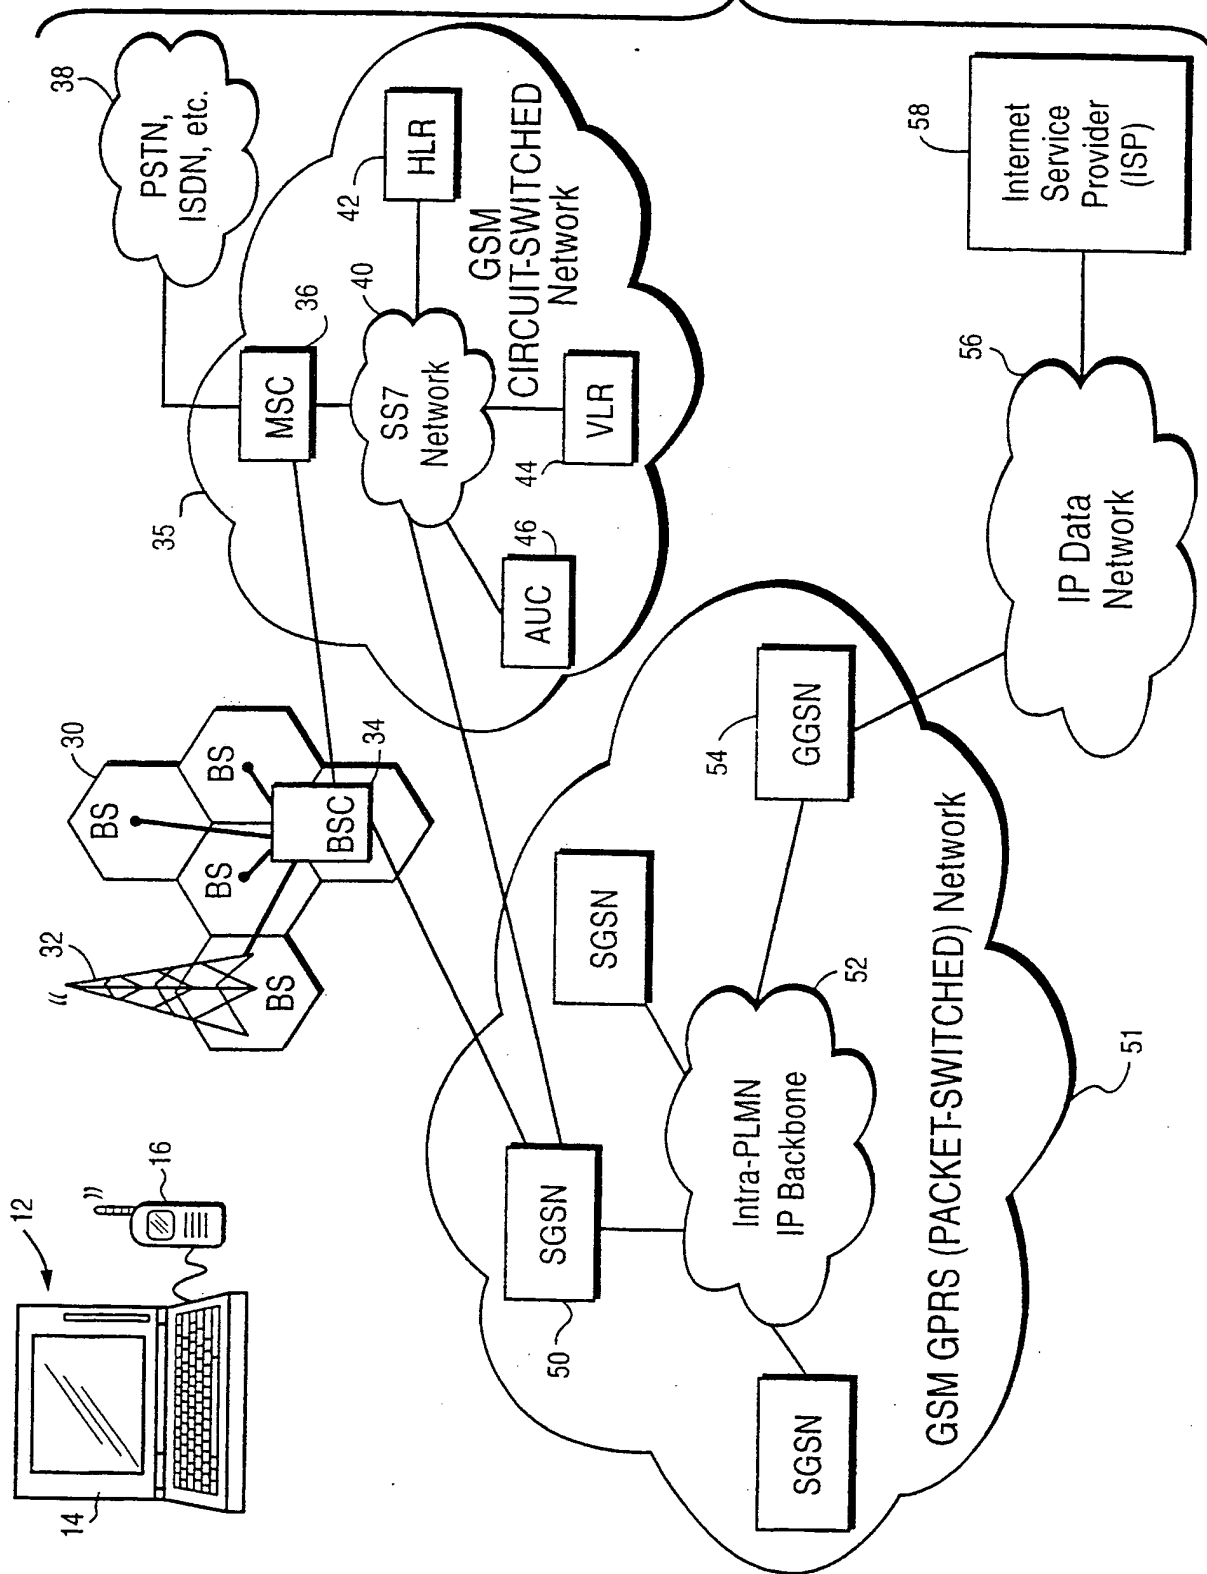 12
14
16
32
BS
BS
BS
BS
30
BSC
34
35
MSC
36
PSTN,
ISDN, etc.
38
SS7
Network
40
HLR
42
VLR
44
AUC
46
GSM
CIRCUIT-SWITCHED
Network
SGSN
50
SGSN
SGSN
Intra-PLMN
IP Backbone
52
GGSN
54
GSM GPRS (PACKET-SWITCHED) Network
51
IP Data
Network
56
Internet
Service
Provider
(ISP)
58